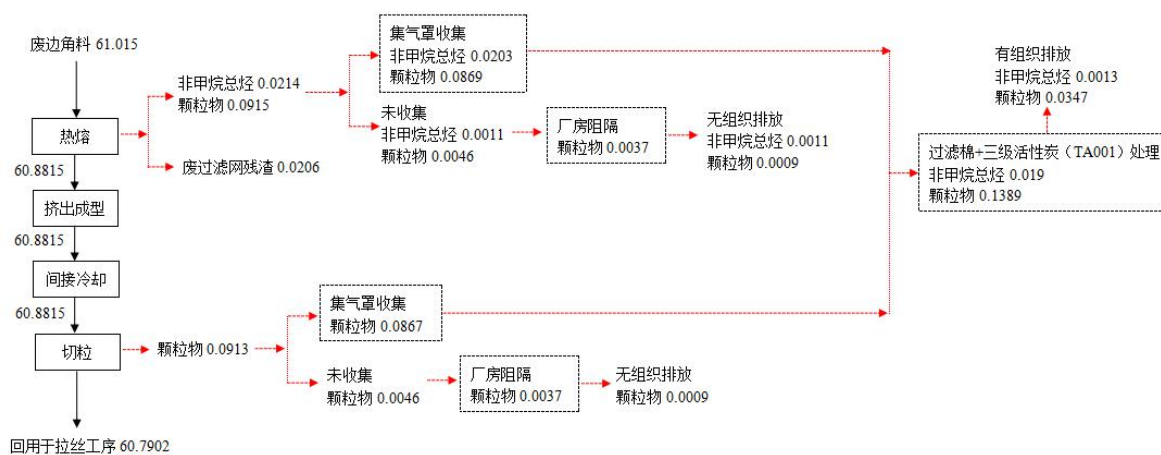 废边角料 61.015
热熔
60.8815
挤出成型
60.8815
间接冷却
60.8815
切粒
回用于拉丝工序 60.7902
非甲烷总烃 0.0214
颗粒物 0.0915
废过滤网残渣 0.0206
集气罩收集
非甲烷总烃 0.0203
颗粒物 0.0869
未收集
非甲烷总烃 0.0011
颗粒物 0.0046
厂房阻隔
颗粒物 0.0037
无组织排放
非甲烷总烃 0.0011
颗粒物 0.0009
颗粒物 0.0913
集气罩收集
颗粒物 0.0867
未收集
颗粒物 0.0046
厂房阻隔
颗粒物 0.0037
无组织排放
颗粒物 0.0009
有组织排放
非甲烷总烃 0.0013
颗粒物 0.0347
过滤棉+三级活性炭（TA001）处理
非甲烷总烃 0.019
颗粒物 0.1389